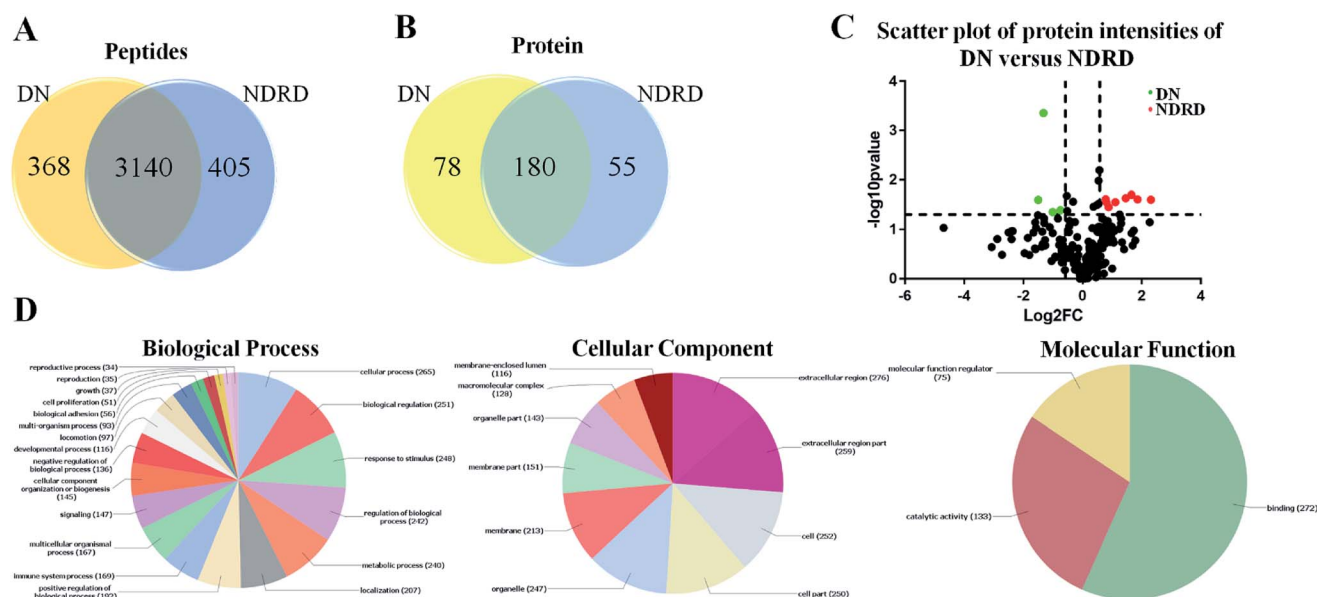 A
Peptides
DN
NDRD
368
3140
405
B
Protein
DN
NDRD
78
180
55
C
Scatter plot of protein intensities of
DN versus NDRD
DN
NDRD
-log10pvalue
4
3
2
1
0
-6
-4
-2
0
2
4
Log2FC
D
Biological Process
reproductive process (34)
reproduction (35)
growth (37)
cell proliferation (51)
biological adhesion (56)
multi-organism process (93)
locomotion (97)
developmental process (116)
negative regulation of
biological process (136)
cellular component
organization or biogenesis
(145)
signaling (147)
multicellular organismal
process (167)
immune system process (169)
positive regulation of
biological process (192)
cellular process (265)
biological regulation (251)
response to stimulus (248)
regulation of biological
process (242)
metabolic process (240)
localization (207)
Cellular Component
membrane-enclosed lumen
(116)
macromolecular complex
(128)
organelle part (143)
membrane part (151)
membrane (213)
organelle (247)
extracellular region (276)
extracellular region part
(259)
cell (252)
cell part (250)
Molecular Function
molecular function regulator
(75)
catalytic activity (133)
binding (272)